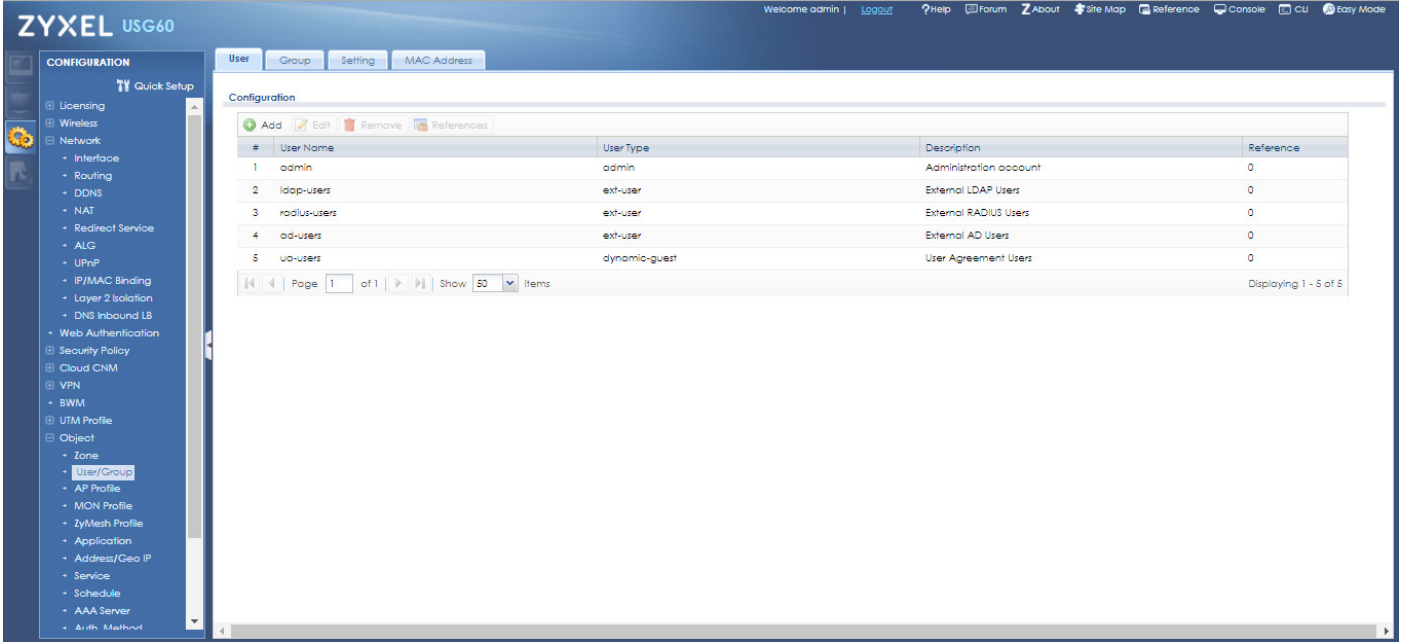 Welcome admin | Logout ?Help Forum Z About Site Map Reference Console CLI Easy Mode
ZYXEL USG60
CONFIGURATION
Quick Setup
Licensing
Wireless
Network
Interface
Routing
DDNS
NAT
Redirect Service
ALG
UPnP
IP/MAC Binding
Layer 2 Isolation
DNS Inbound LB
Web Authentication
Security Policy
Cloud CNM
VPN
BWM
UTM Profile
Object
Zone
User/Group
AP Profile
MON Profile
ZyMesh Profile
Application
Address/Geo IP
Service
Schedule
AAA Server
Auth. Method
User Group Setting MAC Address
Configuration
Add Edit Remove References
# User Name User Type Description Reference
1 admin admin Administration account 0
2 ldap-users ext-user External LDAP Users 0
3 radius-users ext-user External RADIUS Users 0
4 ad-users ext-user External AD Users 0
5 ua-users dynamic-guest User Agreement Users 0
Page 1 of 1 Show 50 items Displaying 1 - 5 of 5